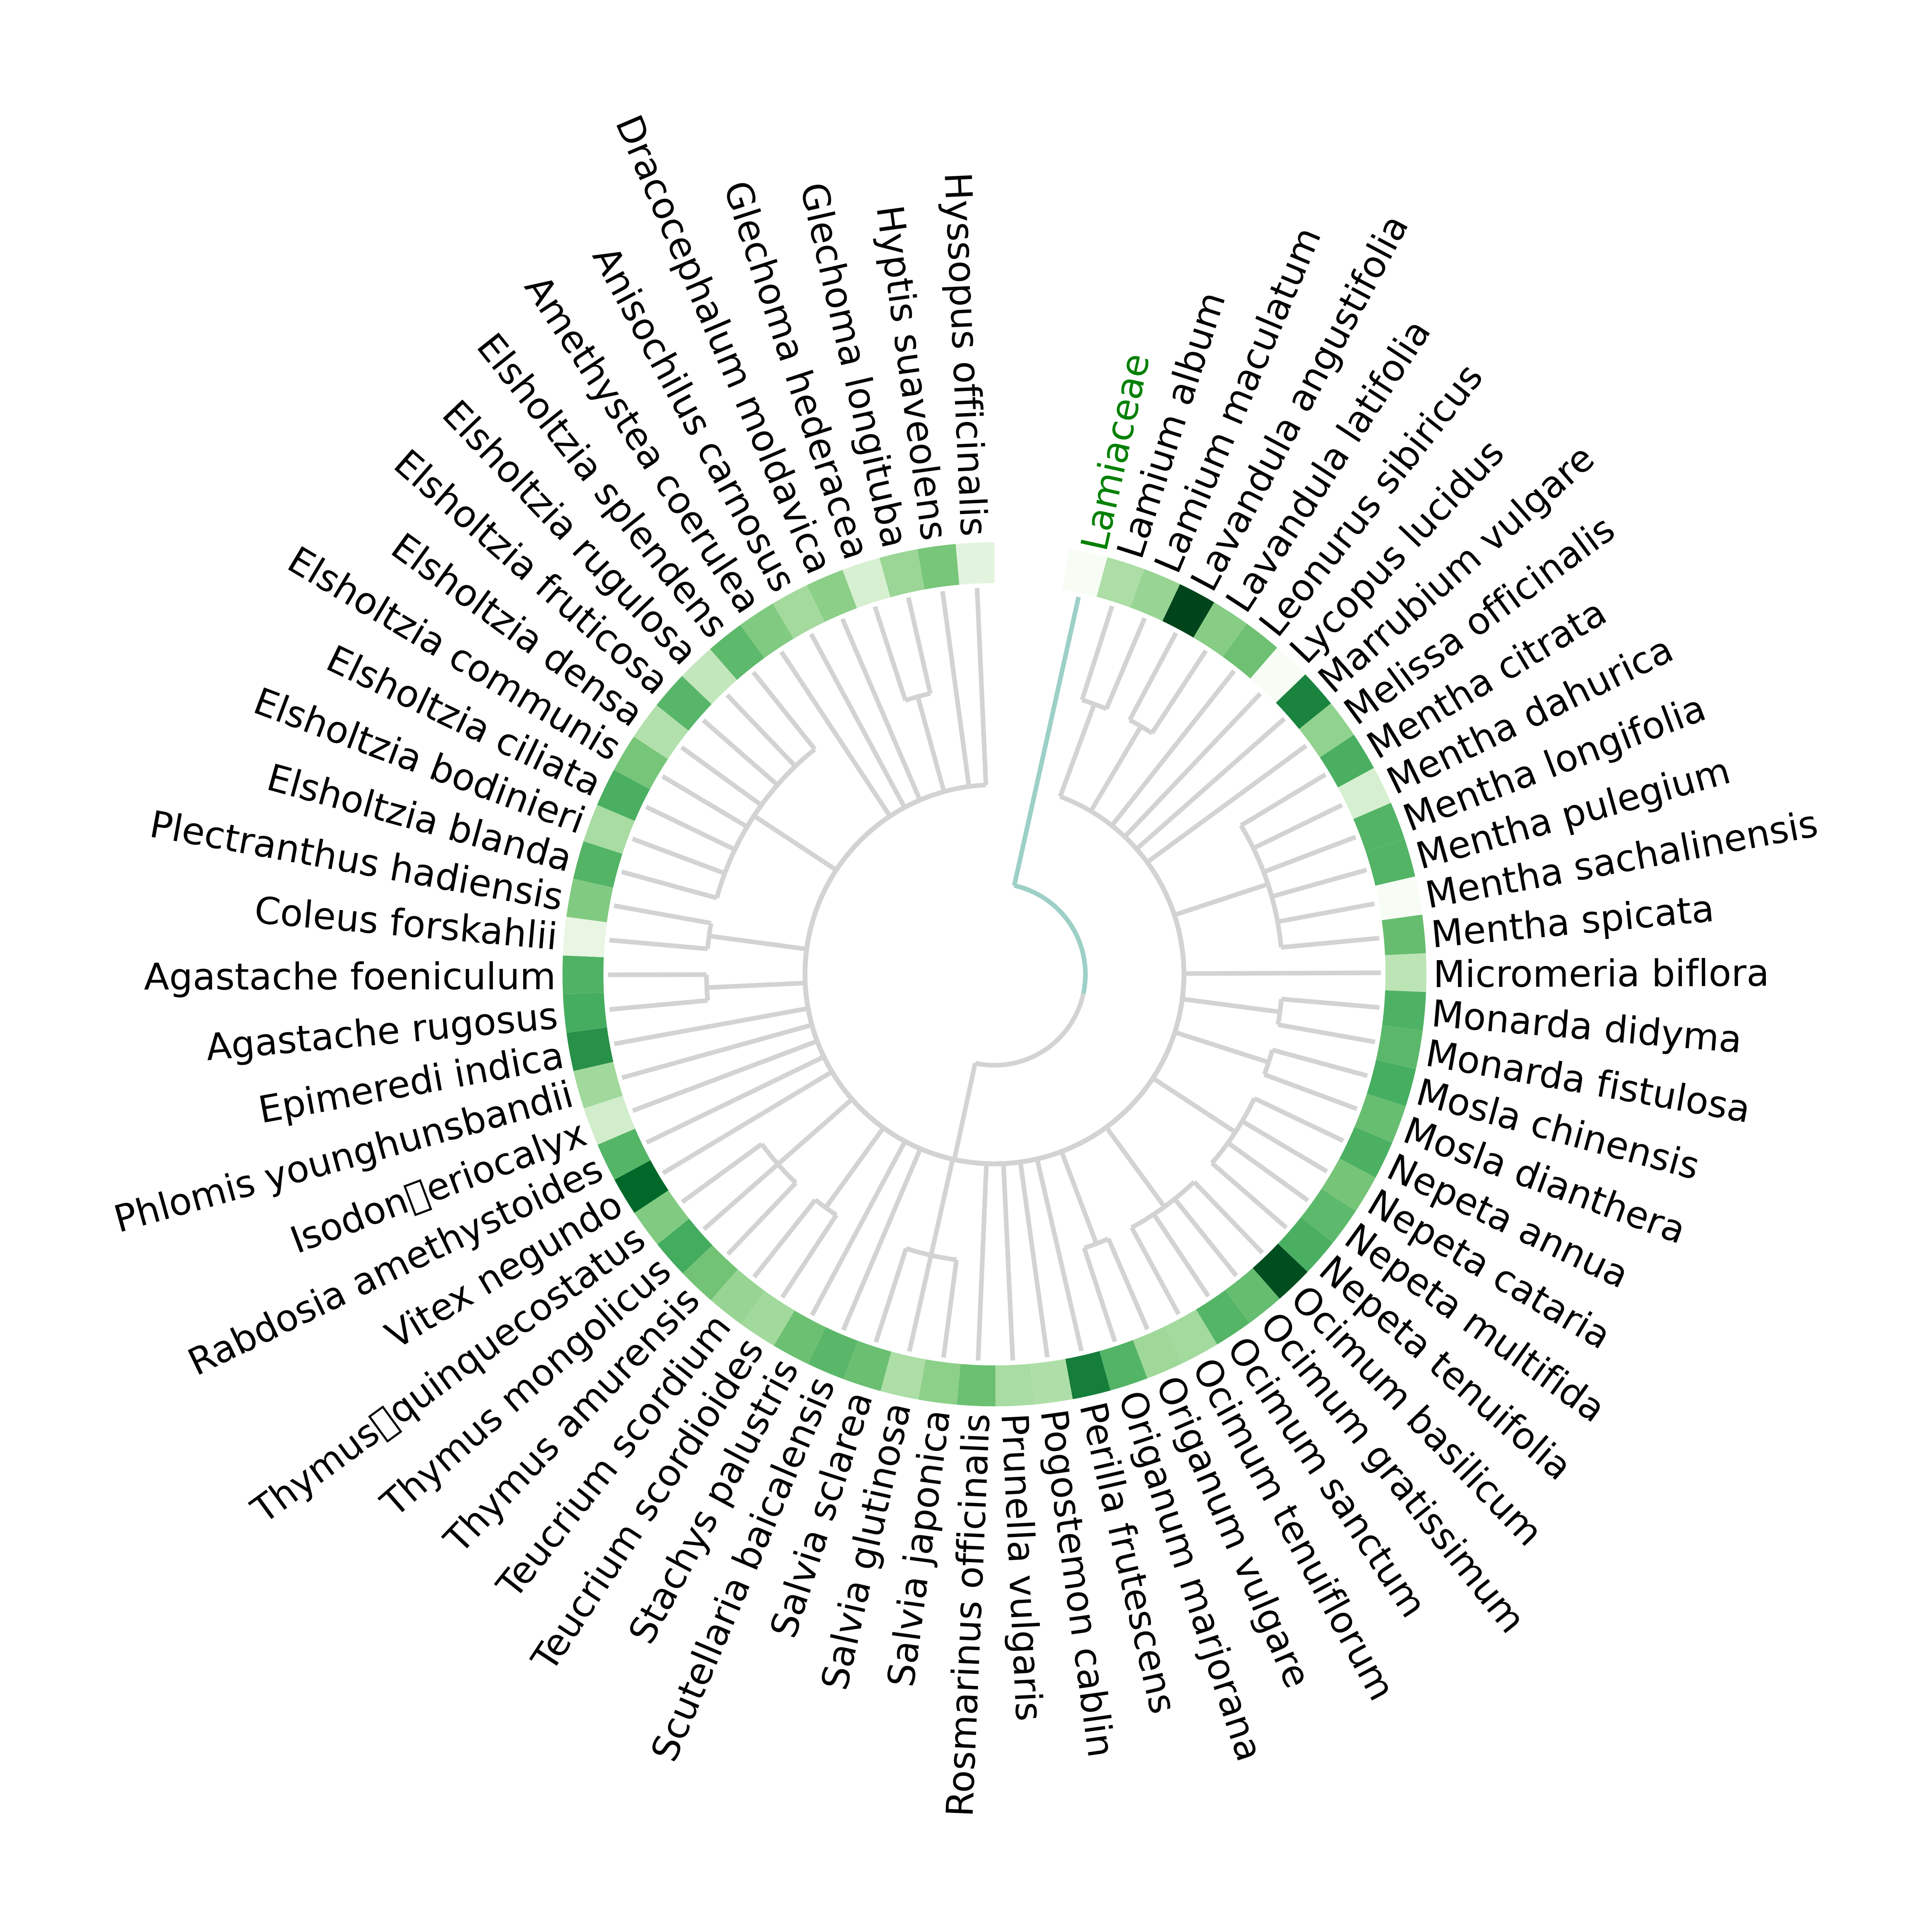 Lamiaceae
Lamium album
Lamium maculatum
Lavandula angustifolia
Lavandula latifolia
Leonurus sibiricus
Lycopus lucidus
Marrubium vulgare
Melissa officinalis
Mentha citrata
Mentha dahurica
Mentha longifolia
Mentha pulegium
Mentha sachalinensis
Mentha spicata
Micromeria biflora
Monarda didyma
Monarda fistulosa
Mosla chinensis
Mosla dianthera
Nepeta annua
Nepeta cataria
Nepeta multifida
Nepeta tenuifolia
Ocimum basilicum
Ocimum gratissimum
Ocimum sanctum
Ocimum tenuiflorum
Origanum vulgare
Origanum marjorana
Perilla frutescens
Pogostemon cablin
Prunella vulgaris
Rosmarinus officinalis
Salvia japonica
Salvia glutinosa
Salvia sclarea
Scutellaria baicalensis
Stachys palustris
Teucrium scordioides
Teucrium scordium
Thymus amurensis
Thymus mongolicus
Thymus▯quinquecostatus
Vitex negundo
Rabdosia amethystoides
Isodon▯eriocalyx
Phlomis younghunsbandii
Epimeredi indica
Agastache rugosus
Agastache foeniculum
Coleus forskahlii
Plectranthus hadiensis
Elsholtzia blanda
Elsholtzia bodinieri
Elsholtzia ciliata
Elsholtzia communis
Elsholtzia densa
Elsholtzia fruticosa
Elsholtzia rugulosa
Elsholtzia splendens
Amethystea coerulea
Anisochilus carnosus
Dracocephalum moldavica
Glechoma hederacea
Glechoma longituba
Hyptis suaveolens
Hyssopus officinalis